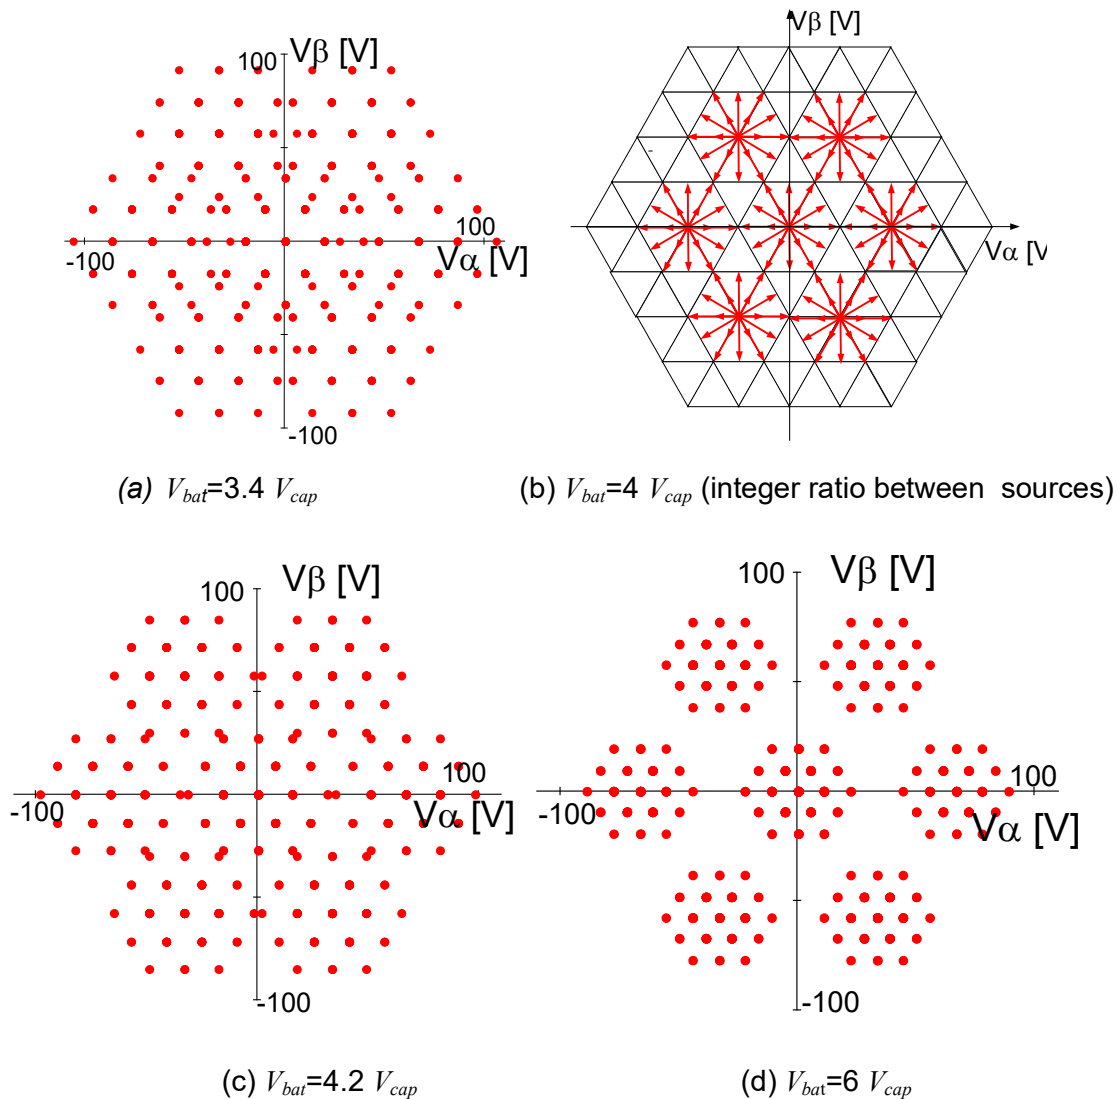 Vβ [V]
100
100
Vα [V]
-100
-100
(a) Vbat=3.4 Vcap
Vβ [V]
-
Vα [V
(b) Vbat=4 Vcap (integer ratio between sources)
Vβ [V]
100
100
Vα [V]
-100
-100
(c) Vbat=4.2 Vcap
100 Vβ [V]
100
Vα [V]
-100
-100
(d) Vbat=6 Vcap